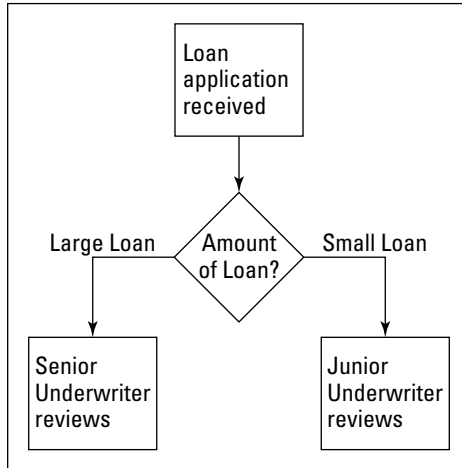 Loan
application
received
Large Loan
Amount
of Loan?
Small Loan
Senior
Underwriter
reviews
Junior
Underwriter
reviews